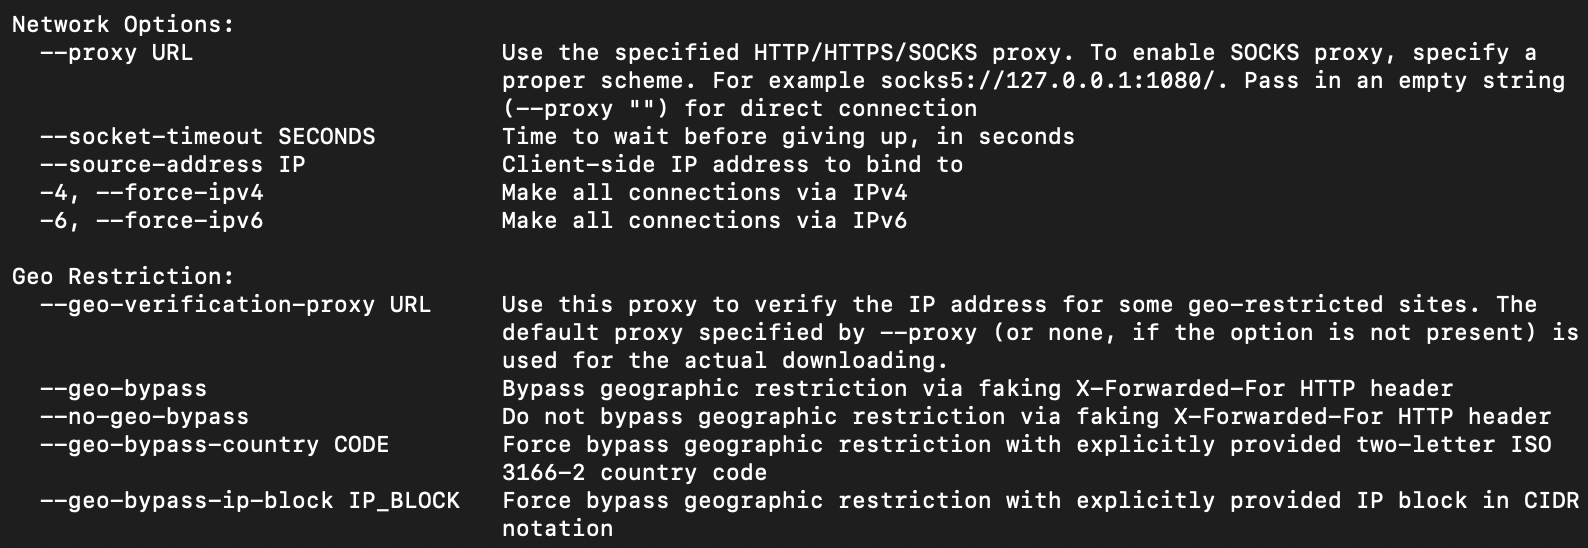 Network Options:
--proxy URL Use the specified HTTP/HTTPS/SOCKS proxy. To enable SOCKS proxy, specify a
proper scheme. For example socks5://127.0.0.1:1080/. Pass in an empty string
(--proxy "") for direct connection
--socket-timeout SECONDS Time to wait before giving up, in seconds
--source-address IP Client-side IP address to bind to
-4, --force-ipv4 Make all connections via IPv4
-6, --force-ipv6 Make all connections via IPv6

Geo Restriction:
--geo-verification-proxy URL Use this proxy to verify the IP address for some geo-restricted sites. The
default proxy specified by --proxy (or none, if the option is not present) is
used for the actual downloading.
--geo-bypass Bypass geographic restriction via faking X-Forwarded-For HTTP header
--no-geo-bypass Do not bypass geographic restriction via faking X-Forwarded-For HTTP header
--geo-bypass-country CODE Force bypass geographic restriction with explicitly provided two-letter ISO
3166-2 country code
--geo-bypass-ip-block IP_BLOCK Force bypass geographic restriction with explicitly provided IP block in CIDR
notation